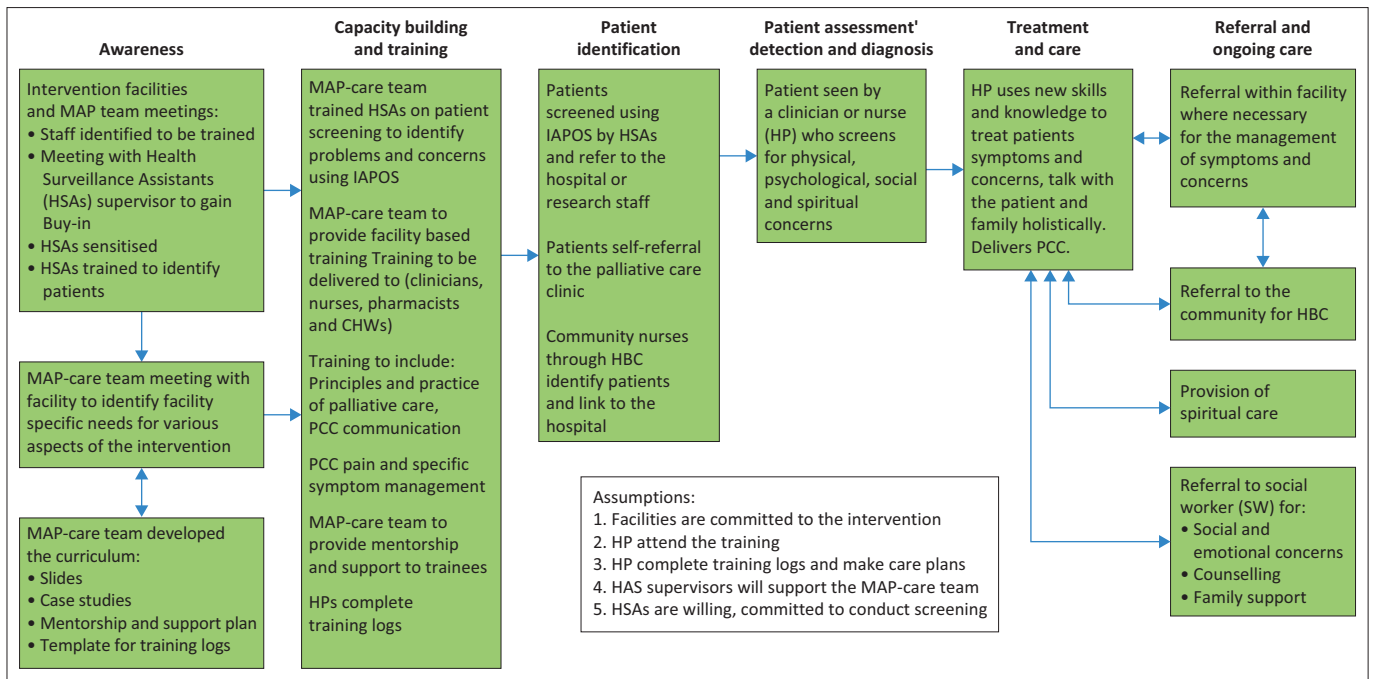 Awareness
Intervention facilities
and MAP team meetings:
• Staff identified to be trained
• Meeting with Health
Surveillance Assistants
(HSAs) supervisor to gain
Buy-in
• HSAs sensitised
• HSAs trained to identify
patients
MAP-care team meeting with
facility to identify facility
specific needs for various
aspects of the intervention
MAP-care team developed
the curriculum:
• Slides
• Case studies
• Mentorship and support plan
• Template for training logs
Capacity building
and training
MAP-care team
trained HSAs on patient
screening to identify
problems and concerns
using IAPOS
MAP-care team to
provide facility based
training Training to be
delivered to (clinicians,
nurses, pharmacists
and CHWs)
Training to include:
Principles and practice
of palliative care,
PCC communication
PCC pain and specific
symptom management
MAP-care team to
provide mentorship
and support to trainees
HPs complete
training logs
Patient
identification
Patients
screened using
IAPOS by HSAs
and refer to the
hospital or
research staff
Patients self-referral
to the palliative care
clinic
Community nurses
through HBC
identify patients
and link to the
hospital
Patient assessment'
detection and diagnosis
Patient seen by
a clinician or nurse
(HP) who screens
for physical,
psychological, social
and spiritual
concerns
Treatment
and care
HP uses new skills
and knowledge to
treat patients
symptoms and
concerns, talk with
the patient and
family holistically.
Delivers PCC.
Referral and
ongoing care
Referral within facility
where necessary
for the management
of symptoms and
concerns
Referral to the
community for HBC
Provision of
spiritual care
Referral to social
worker (SW) for:
• Social and
emotional concerns
• Counselling
• Family support
Assumptions:
1. Facilities are committed to the intervention
2. HP attend the training
3. HP complete training logs and make care plans
4. HAS supervisors will support the MAP-care team
5. HSAs are willing, committed to conduct screening